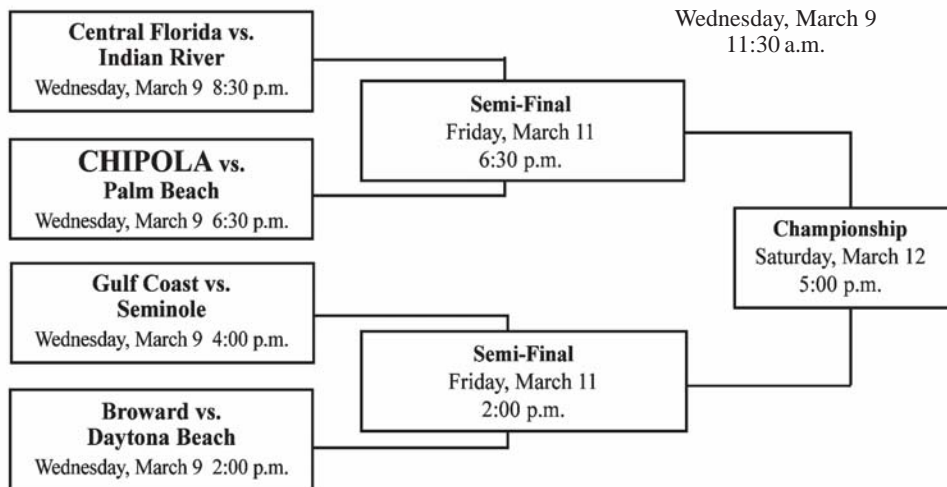 Wednesday, March 9
11:30 a.m.
Central Florida vs.
Indian River
Wednesday, March 9 8:30 p.m.
CHIPOLA vs.
Palm Beach
Wednesday, March 9 6:30 p.m.
Gulf Coast vs.
Seminole
Wednesday, March 9 4:00 p.m.
Broward vs.
Daytona Beach
Wednesday, March 9 2:00 p.m.
Semi-Final
Friday, March 11
6:30 p.m.
Semi-Final
Friday, March 11
2:00 p.m.
Championship
Saturday, March 12
5:00 p.m.